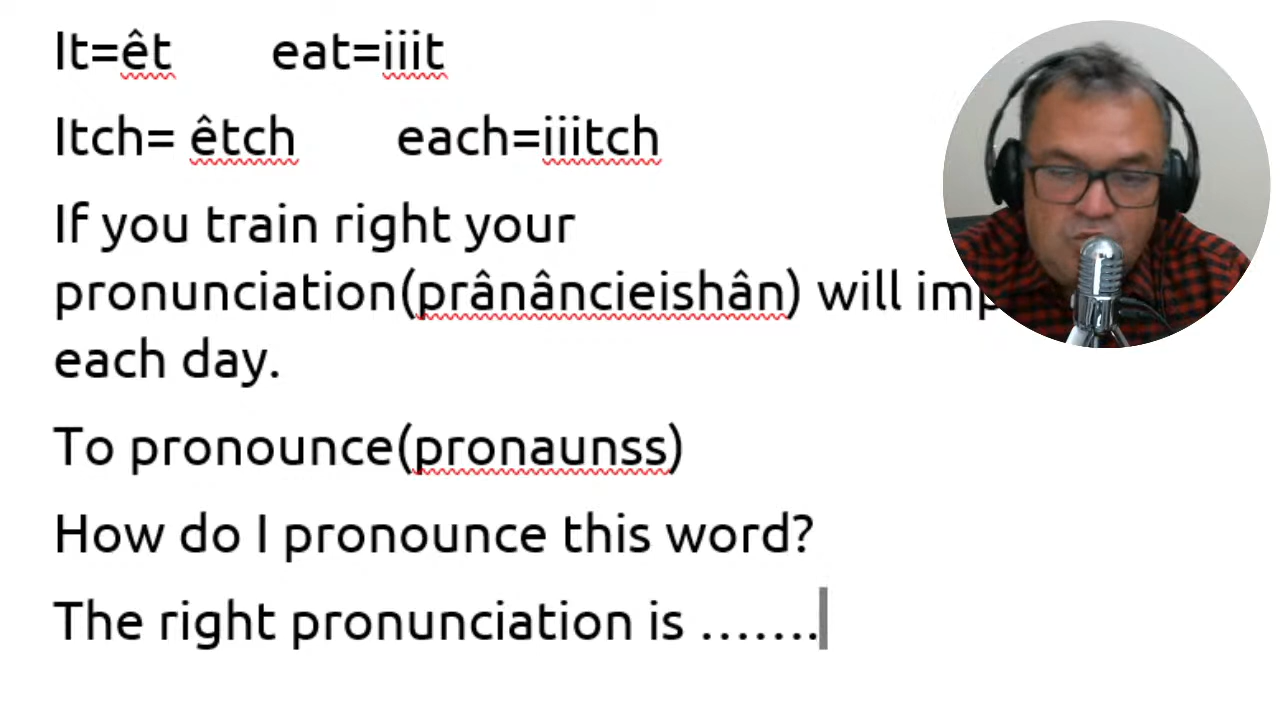 It=êt eat=iiit
Itch= êtch each=iiitch
If you train right your
pronunciation(prânâncieishân) will
each day.
To pronounce(pronaunss)
How do I pronounce this word?
The right pronunciation is …….